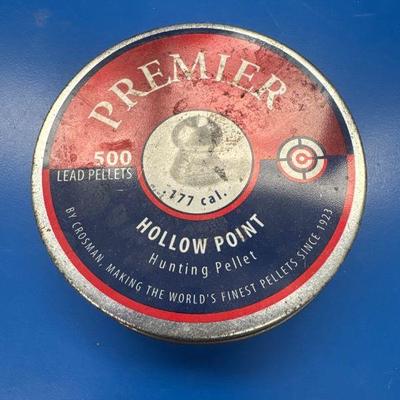 PREMIER
500
LEAD PELLETS
.177 cal.
HOLLOW POINT
Hunting Pellet
BY CROSMAN, MAKING THE WORLD'S FINEST PELLETS SINCE 1923